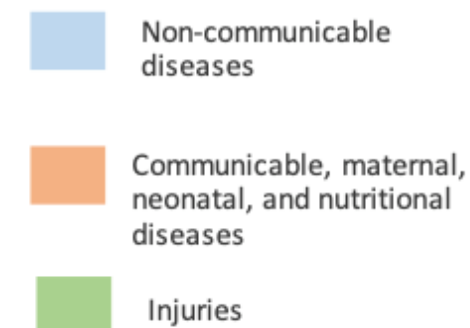 Non-communicable
diseases
Communicable, maternal,
neonatal, and nutritional
diseases
Injuries